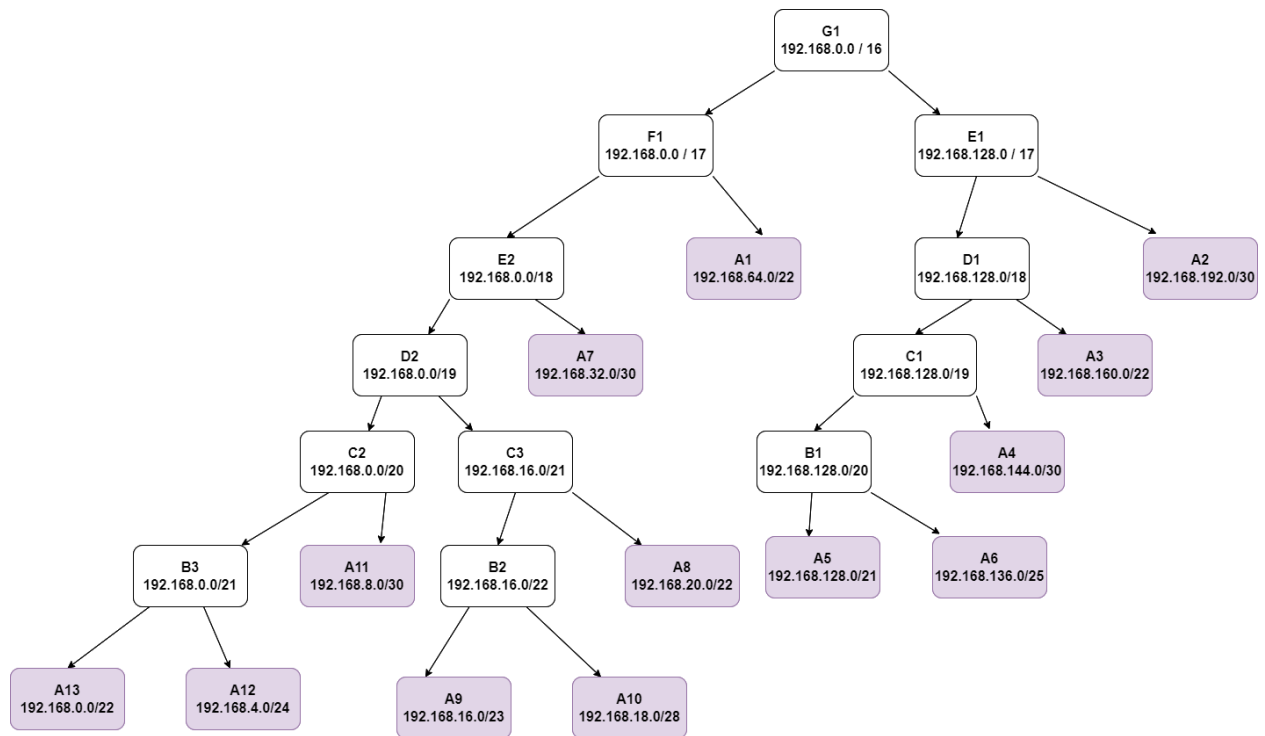 G1
192.168.0.0 / 16
F1
192.168.0.0 / 17
E1
192.168.128.0 / 17
E2
192.168.0.0/18
A1
192.168.64.0/22
D1
192.168.128.0/18
A2
192.168.192.0/30
D2
192.168.0.0/19
A7
192.168.32.0/30
C1
192.168.128.0/19
A3
192.168.160.0/22
C2
192.168.0.0/20
C3
192.168.16.0/21
B1
192.168.128.0/20
A4
192.168.144.0/30
B3
192.168.0.0/21
A11
192.168.8.0/30
B2
192.168.16.0/22
A8
192.168.20.0/22
A5
192.168.128.0/21
A6
192.168.136.0/25
A13
192.168.0.0/22
A12
192.168.4.0/24
A9
192.168.16.0/23
A10
192.168.18.0/28